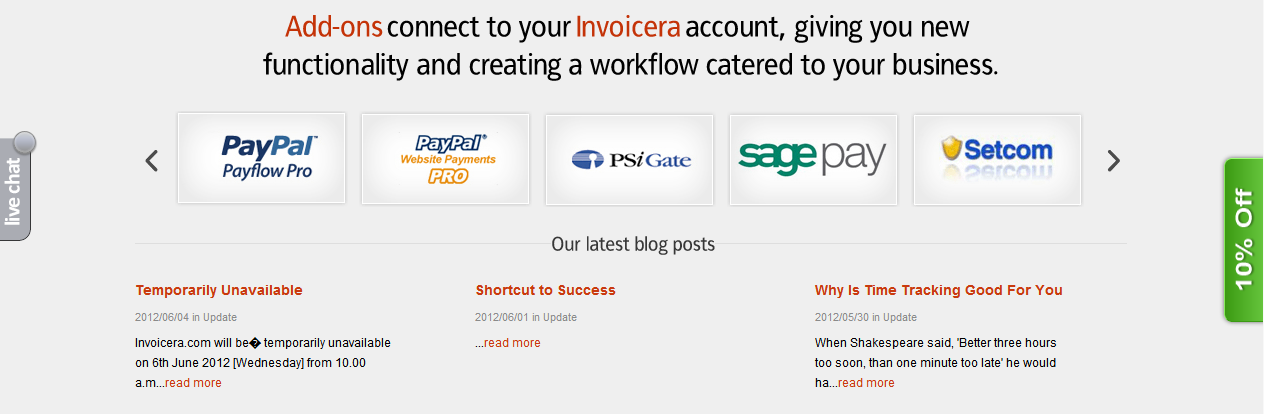 Add-ons connect to your Invoicera account, giving you new
functionality and creating a workflow catered to your business.
live chat
PayPal™
Payflow Pro
PayPal®
Website Payments
PRO
PSiGate
sage pay
Setcom
10% Off
Our latest blog posts
Temporarily Unavailable
2012/06/04 in Update
Invoicera.com will be� temporarily unavailable
on 6th June 2012 [Wednesday] from 10.00
a.m...read more
Shortcut to Success
2012/06/01 in Update
...read more
Why Is Time Tracking Good For You
2012/05/30 in Update
When Shakespeare said, 'Better three hours
too soon, than one minute too late' he would
ha...read more